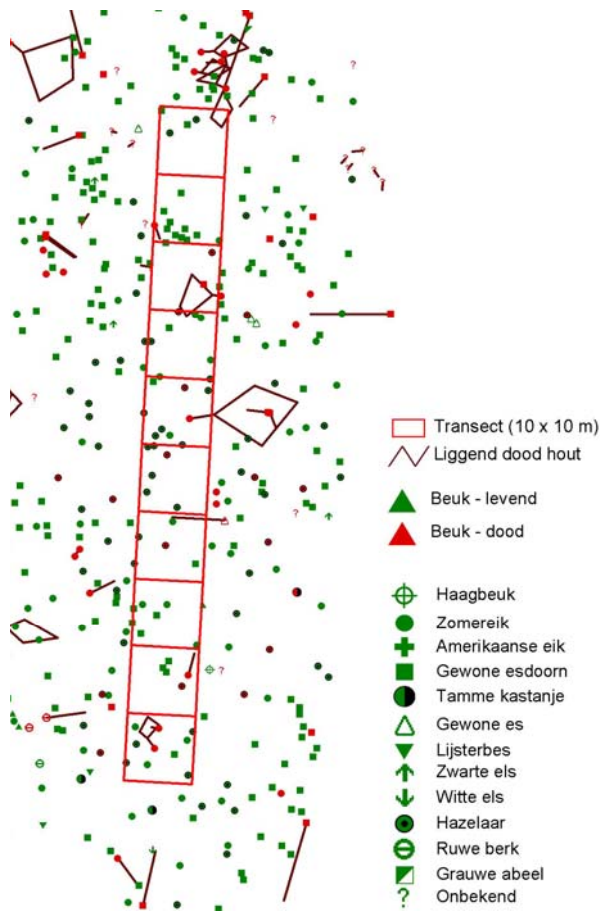 Transect (10 x 10 m)
Liggend dood hout
Beuk - levend
Beuk - dood
Haagbeuk
Zomereik
Amerikaanse eik
Gewone esdoorn
Tamme kastanje
Gewone es
Lijsterbes
Zwarte els
Witte els
Hazelaar
Ruwe berk
Grauwe abeel
? Onbekend